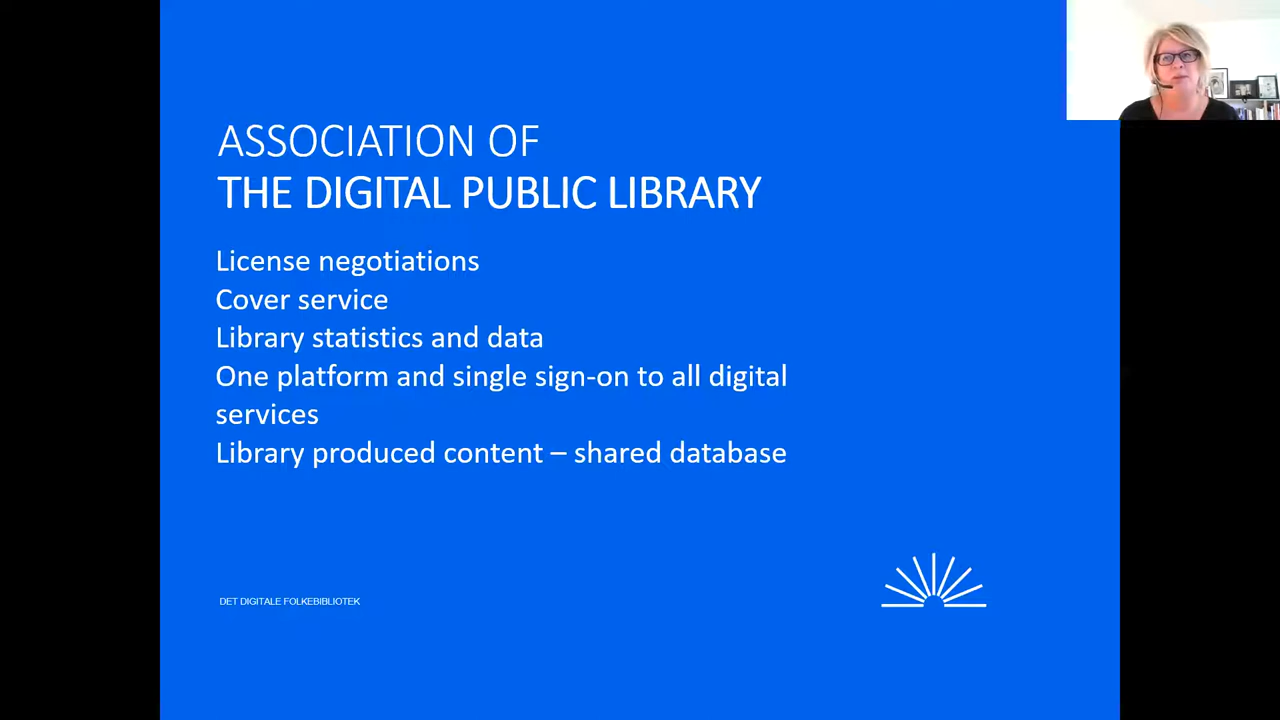 ASSOCIATION OF
THE DIGITAL PUBLIC LIBRARY
License negotiations
Cover service
Library statistics and data
One platform and single sign-on to all digital
services
Library produced content – shared database
DET DIGITALE FOLKEBIBLIOTEK